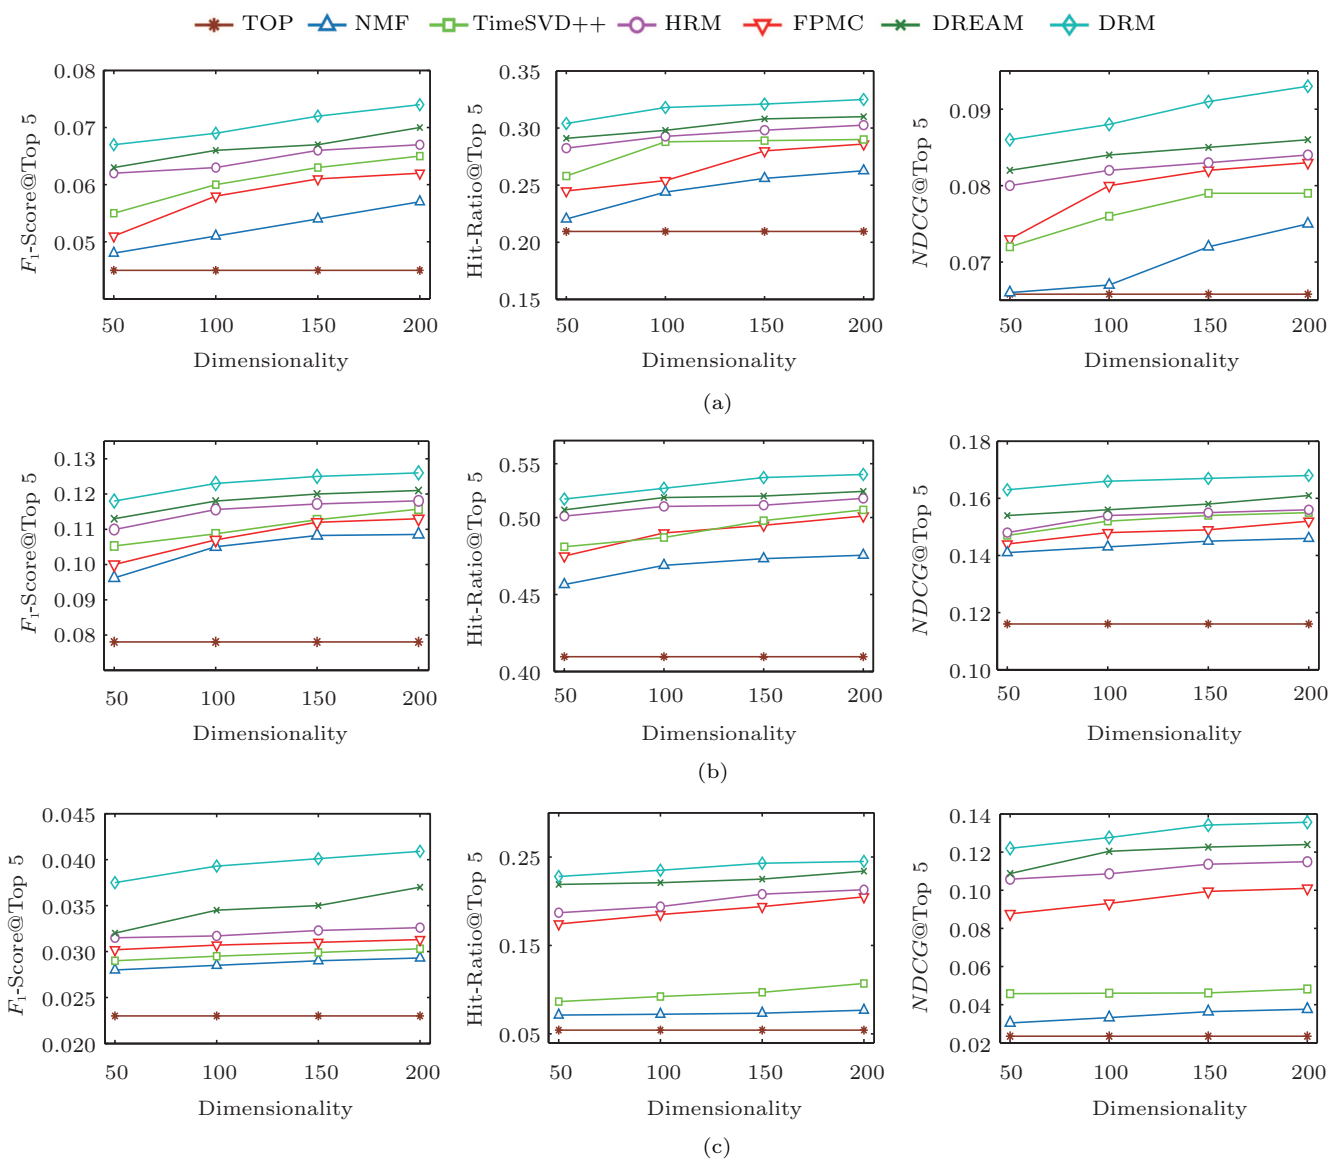 TOP NMF TimeSVD++ HRM FPMC DREAM DRM
F1-Score@Top 5
0.08
0.07
0.06
0.05
50 100 150 200
Dimensionality
Hit-Ratio@Top 5
0.35
0.30
0.25
0.20
0.15
50 100 150 200
Dimensionality
NDCG@Top 5
0.09
0.08
0.07
50 100 150 200
Dimensionality
(a)
F1-Score@Top 5
0.13
0.12
0.11
0.10
0.09
0.08
50 100 150 200
Dimensionality
Hit-Ratio@Top 5
0.55
0.50
0.45
0.40
50 100 150 200
Dimensionality
NDCG@Top 5
0.18
0.16
0.14
0.12
0.10
50 100 150 200
Dimensionality
(b)
F1-Score@Top 5
0.045
0.040
0.035
0.030
0.025
0.020
50 100 150 200
Dimensionality
Hit-Ratio@Top 5
0.25
0.15
0.05
50 100 150 200
Dimensionality
NDCG@Top 5
0.14
0.12
0.10
0.08
0.06
0.04
0.02
50 100 150 200
Dimensionality
(c)